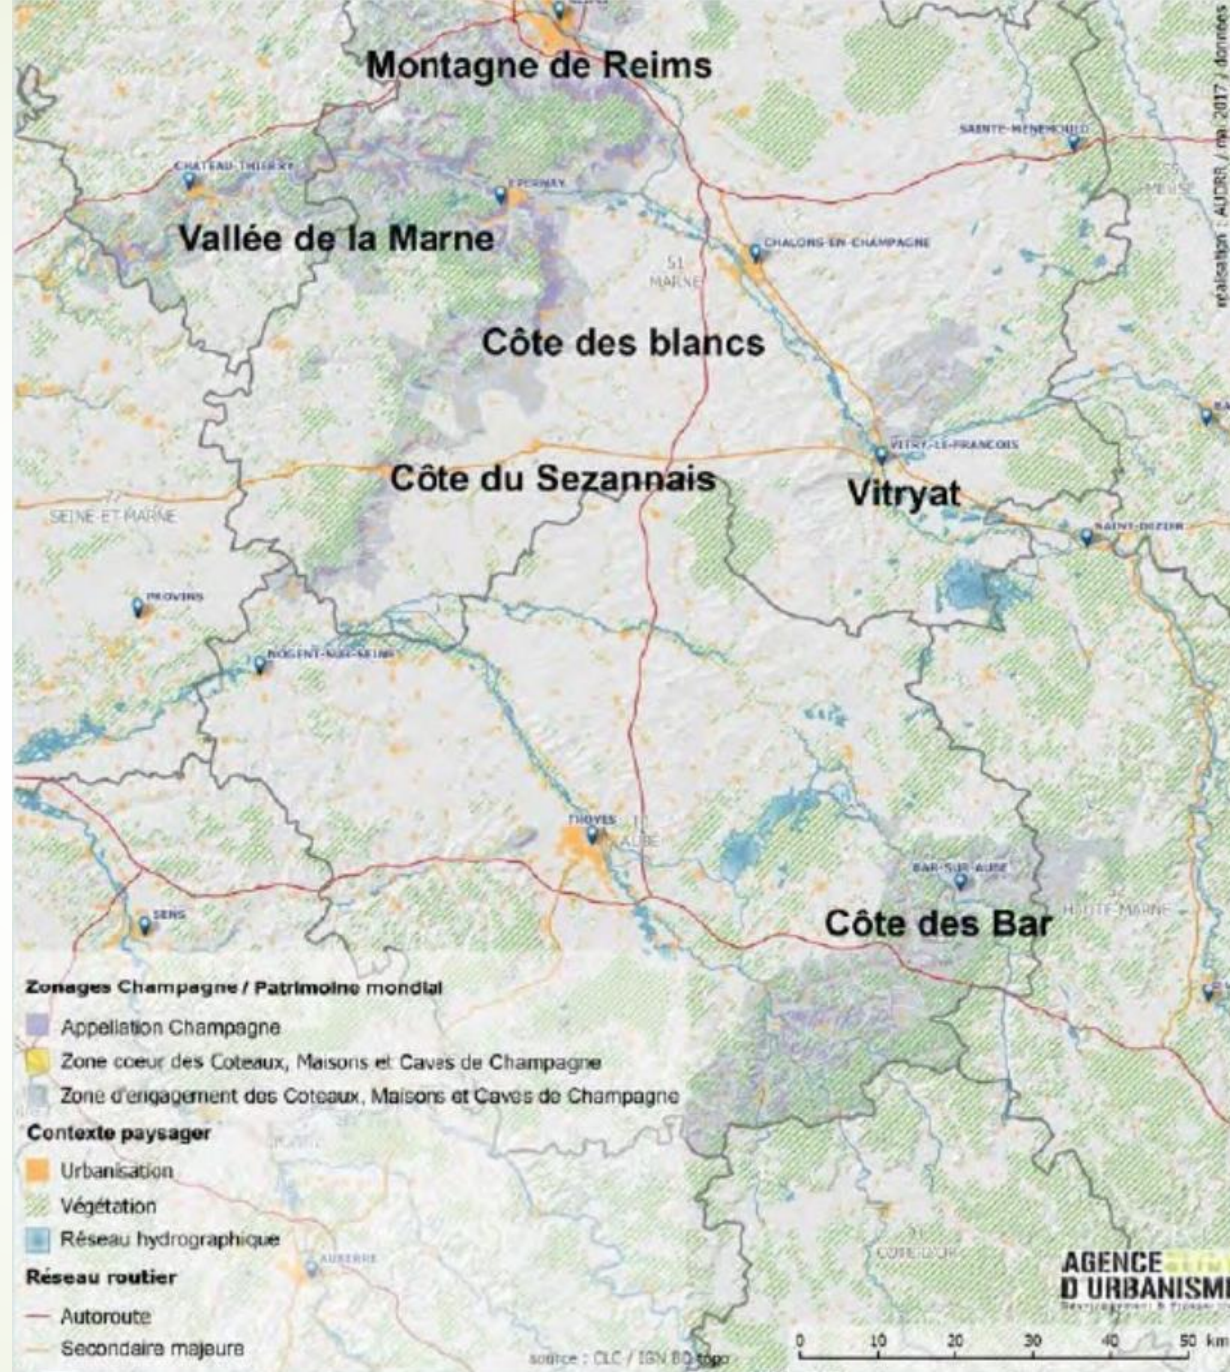 Montagne de Reims
SAINTE-MENEHOULD
CHATEAU-THIERRY
EPERNAY
MEUSE
Vallée de la Marne
CHALONS-EN-CHAMPAGNE
51
MARNE
Côte des blancs
VITRY-LE-FRANCOIS
Côte du Sezannais
Vitryat
77
SEINE-ET-MARNE
SAINT-DIZIER
PROVINS
NOGENT-SUR-SEINE
TROYES
AUBE
BAR-SUR-AUBE
HAUTE-MARNE
SENS
Côte des Bar
Zonages Champagne / Patrimoine mondial
Appellation Champagne
Zone coeur des Coteaux, Maisons et Caves de Champagne
Zone d'engagement des Coteaux, Maisons et Caves de Champagne
Contexte paysager
Urbanisation
Végétation
Réseau hydrographique
AUXERRE
COTE-D'OR
Réseau routier
Autoroute
Secondaire majeure
AGENCE
D URBANISME
0 10 20 30 40 50 km
source : CLC / IGN BD topo
réalisation : AUDRR / mai 2017 / données